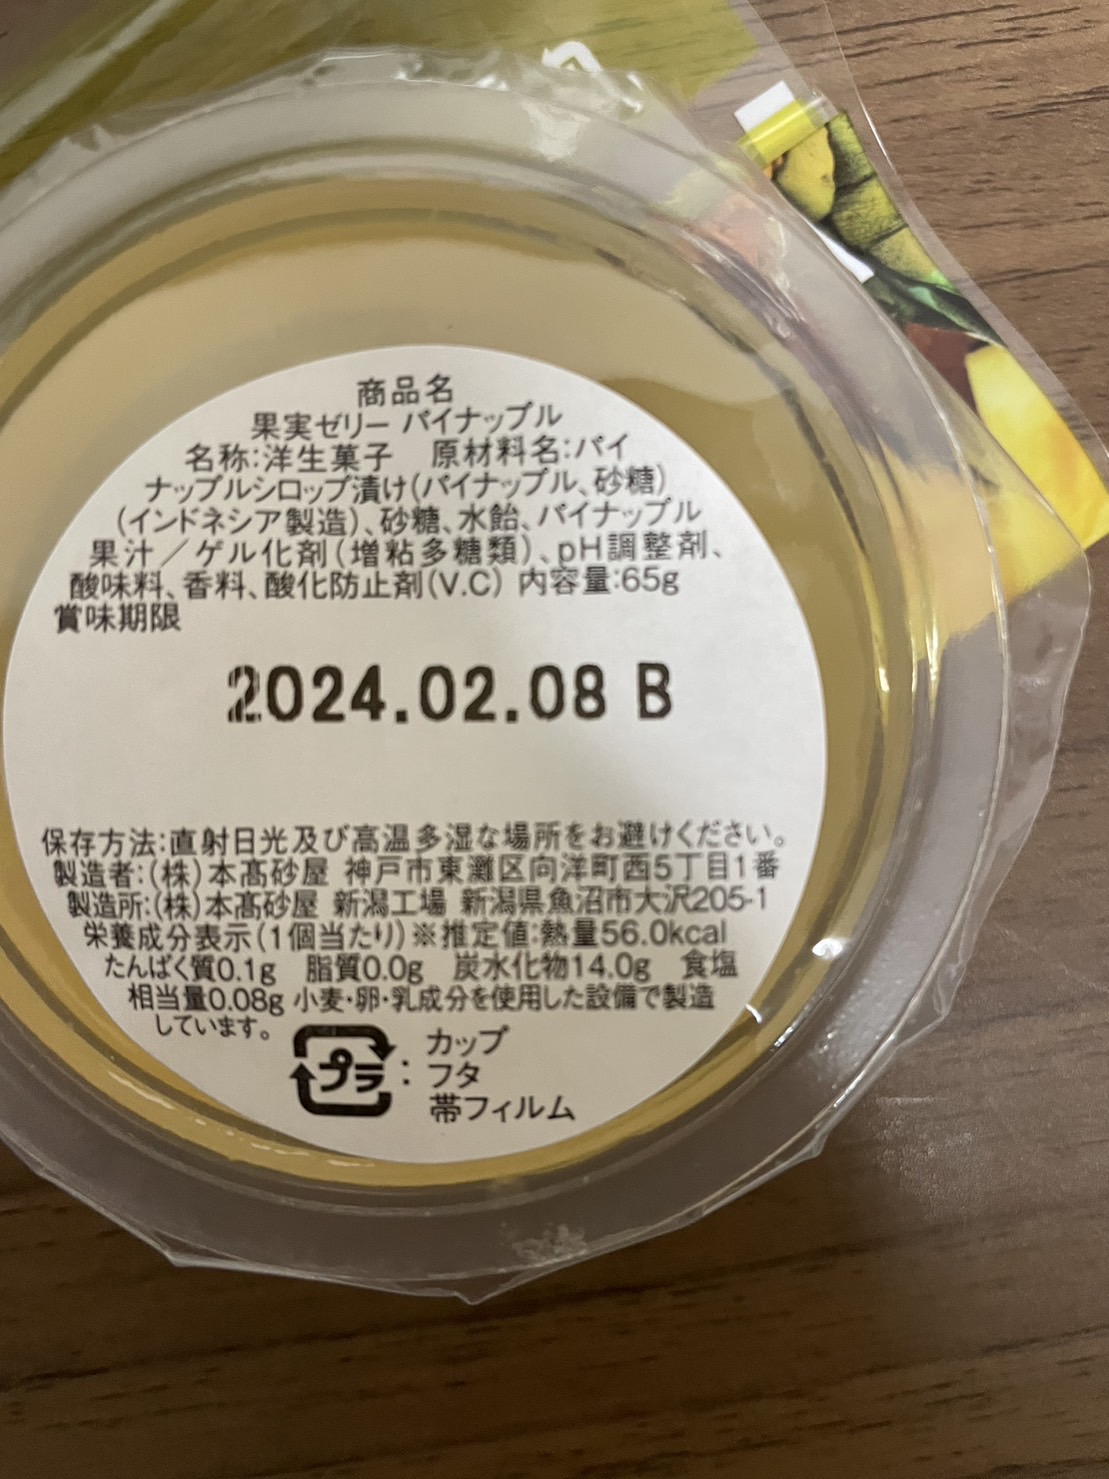 商品名
果実ゼリー パイナップル
名称:洋生菓子　原材料名:パイ
ナップルシロップ漬け(パイナップル、砂糖)
(インドネシア製造)、砂糖、水飴、パイナップル
果汁/ゲル化剤(増粘多糖類)、pH調整剤、
酸味料、香料、酸化防止剤(V.C) 内容量:65g
賞味期限
2024.02.08 B
保存方法:直射日光及び高温多湿な場所をお避けください。
製造者:(株)本髙砂屋 神戸市東灘区向洋町西5丁目1番
製造所:(株)本髙砂屋 新潟工場 新潟県魚沼市大沢205-1
栄養成分表示(1個当たり)※推定値:熱量56.0kcal
たんぱく質0.1g　脂質0.0g　炭水化物14.0g　食塩
相当量0.08g 小麦・卵・乳成分を使用した設備で製造
しています。
プラ : カップ
フタ
帯フィルム